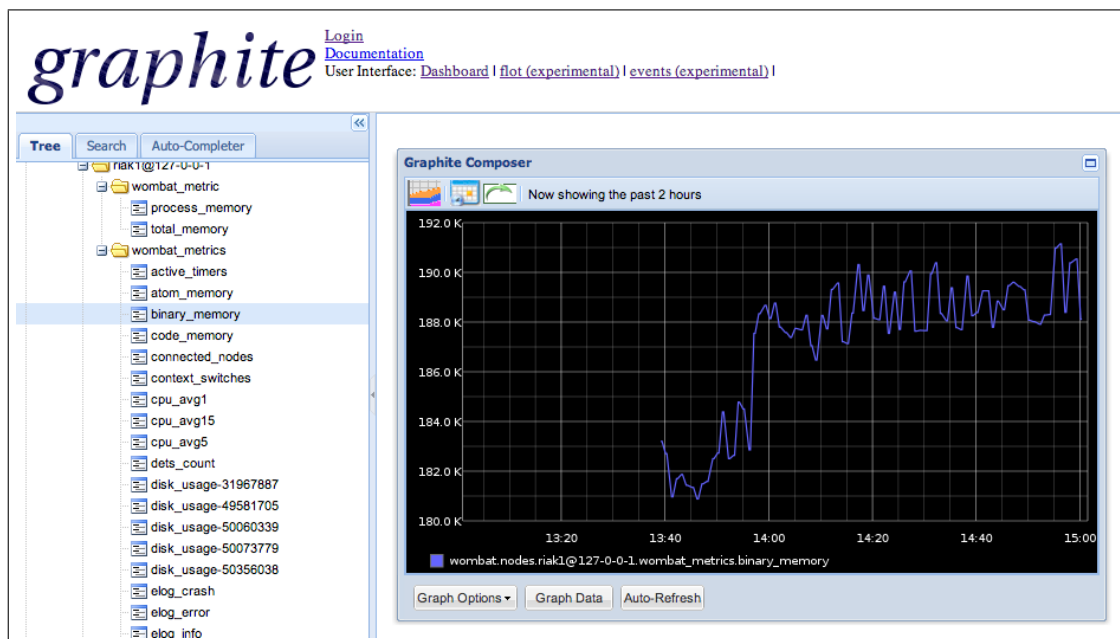 graphite
Login
Documentation
User Interface: Dashboard | flot (experimental) | events (experimental) |
Tree Search Auto-Completer
riak1@127-0-0-1
wombat_metric
process_memory
total_memory
wombat_metrics
active_timers
atom_memory
binary_memory
code_memory
connected_nodes
context_switches
cpu_avg1
cpu_avg15
cpu_avg5
dets_count
disk_usage-31967887
disk_usage-49581705
disk_usage-50060339
disk_usage-50073779
disk_usage-50356038
elog_crash
elog_error
elog_info
Graphite Composer
Now showing the past 2 hours
192.0 K
190.0 K
188.0 K
186.0 K
184.0 K
182.0 K
180.0 K
13:20 13:40 14:00 14:20 14:40 15:00
wombat.nodes.riak1@127-0-0-1.wombat_metrics.binary_memory
Graph Options Graph Data Auto-Refresh